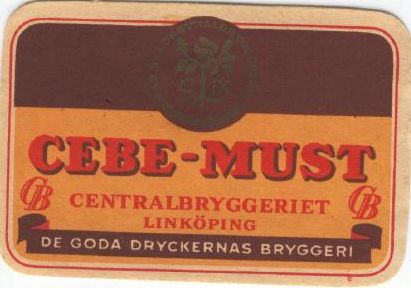 CEBE-MUST
CB CB
CENTRALBRYGGERIET
LINKÖPING
DE GODA DRYCKERNAS BRYGGERI